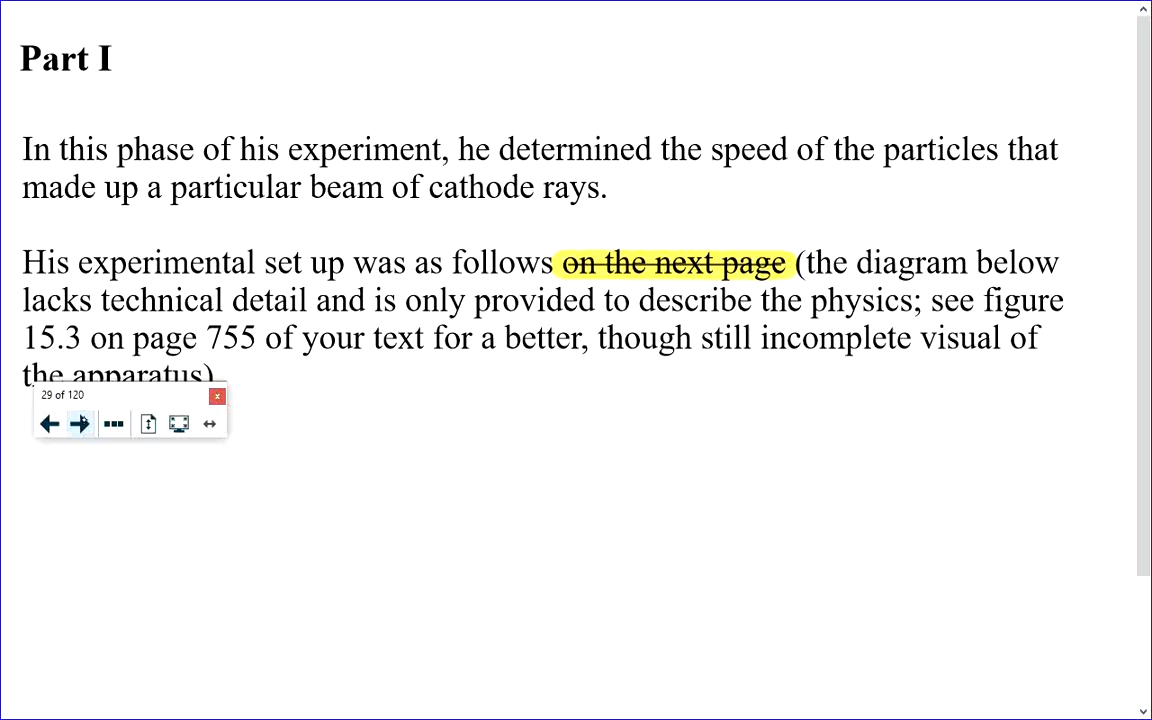 Part I
In this phase of his experiment, he determined the speed of the particles that
made up a particular beam of cathode rays.
His experimental set up was as follows on the next page (the diagram below
lacks technical detail and is only provided to describe the physics; see figure
15.3 on page 755 of your text for a better, though still incomplete visual of
the apparatus)
29 of 120
x